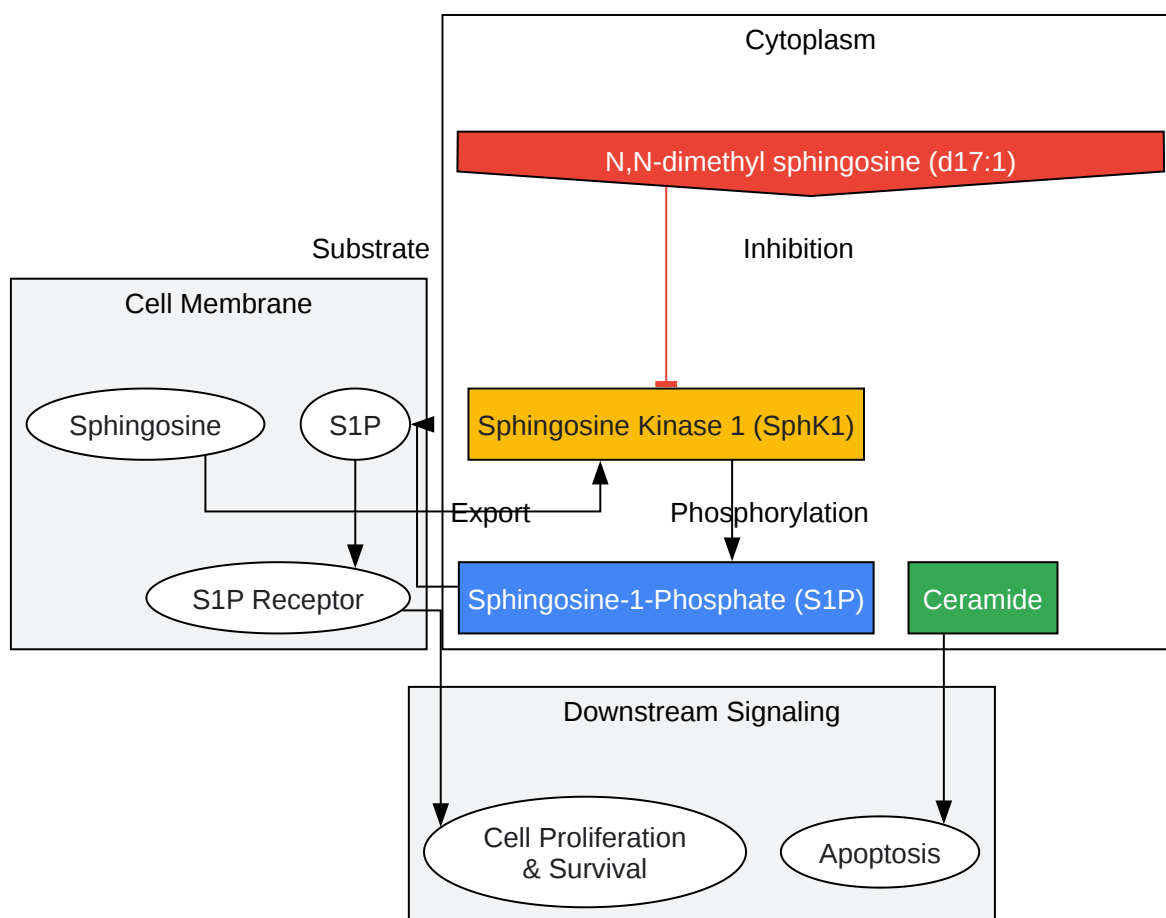 Cytoplasm
N,N-dimethyl sphingosine (d17:1)
Substrate
Inhibition
Cell Membrane
Sphingosine
S1P
Sphingosine Kinase 1 (SphK1)
Export
Phosphorylation
S1P Receptor
Sphingosine-1-Phosphate (S1P)
Ceramide
Downstream Signaling
Cell Proliferation
& Survival
Apoptosis